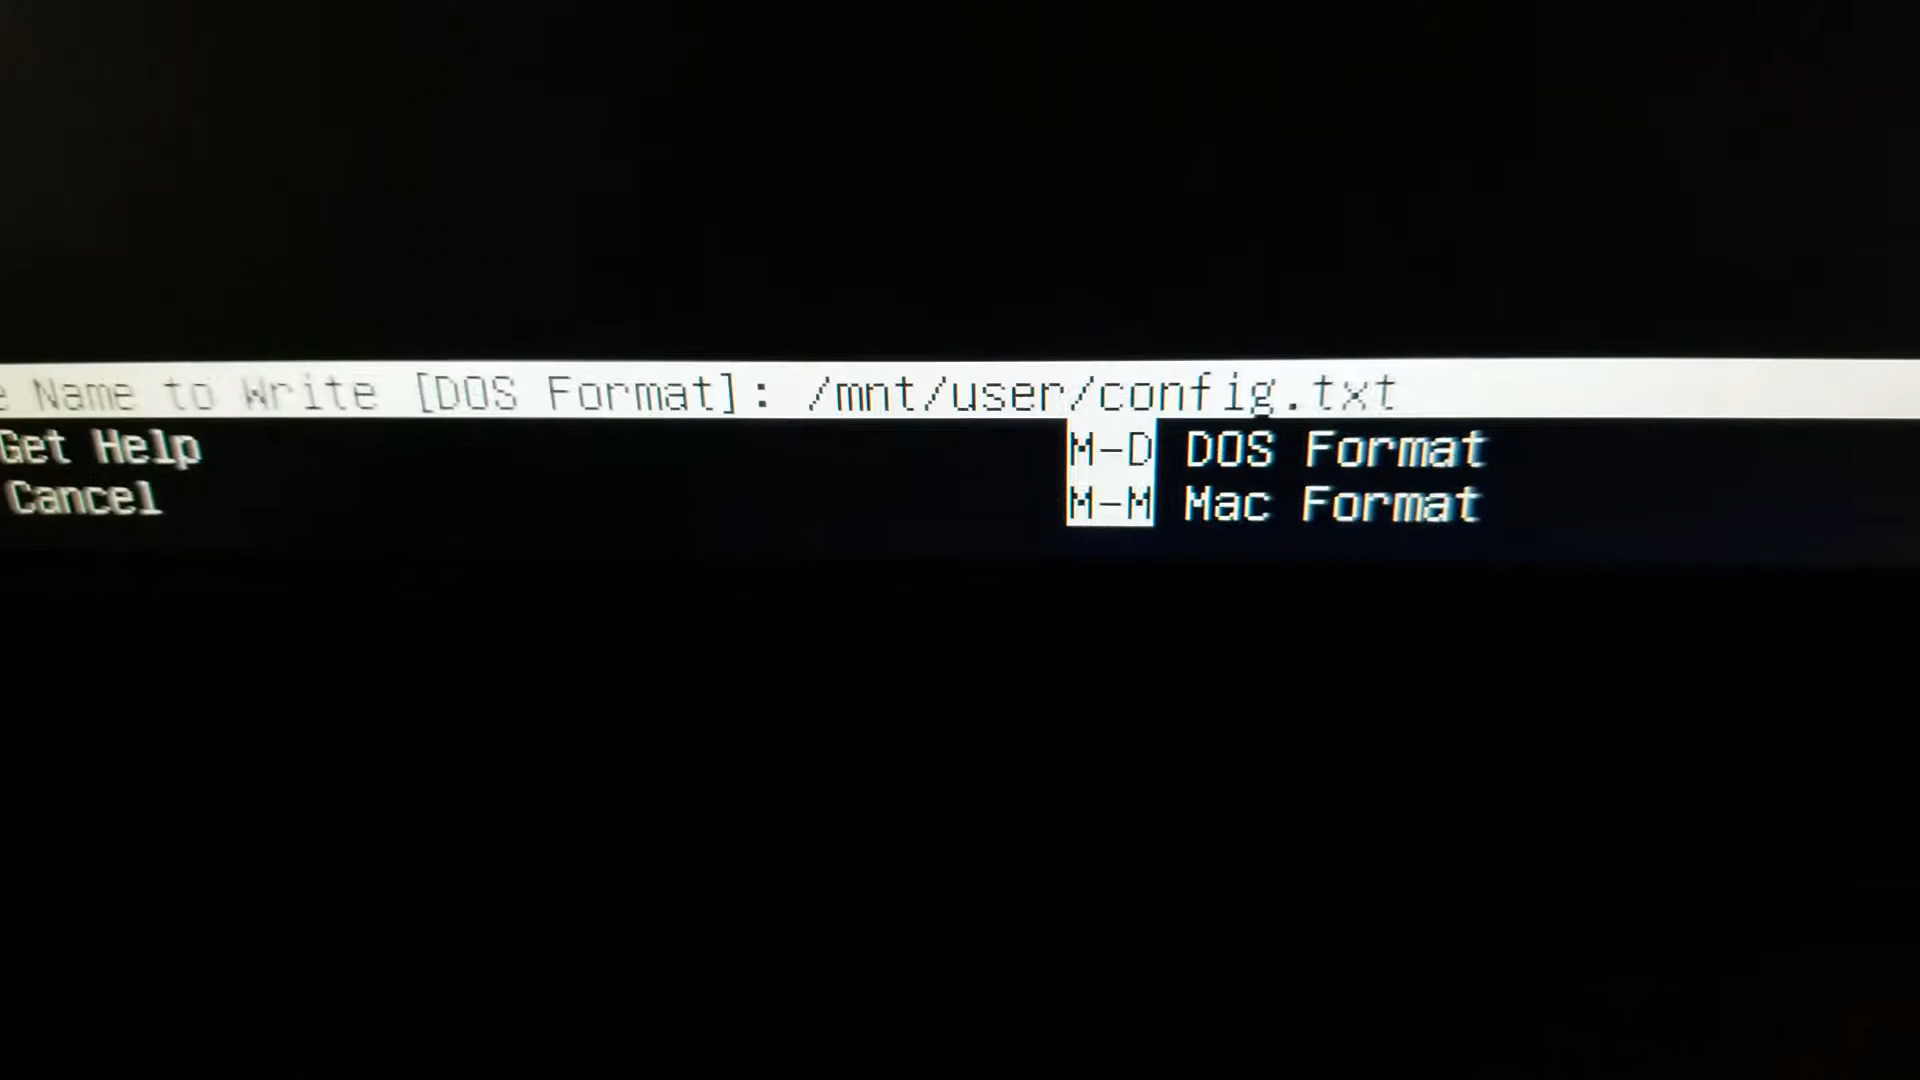 Name to Write [DOS Format]: /mnt/user/config.txt
Get Help
M-D DOS Format
Cancel
M-M Mac Format